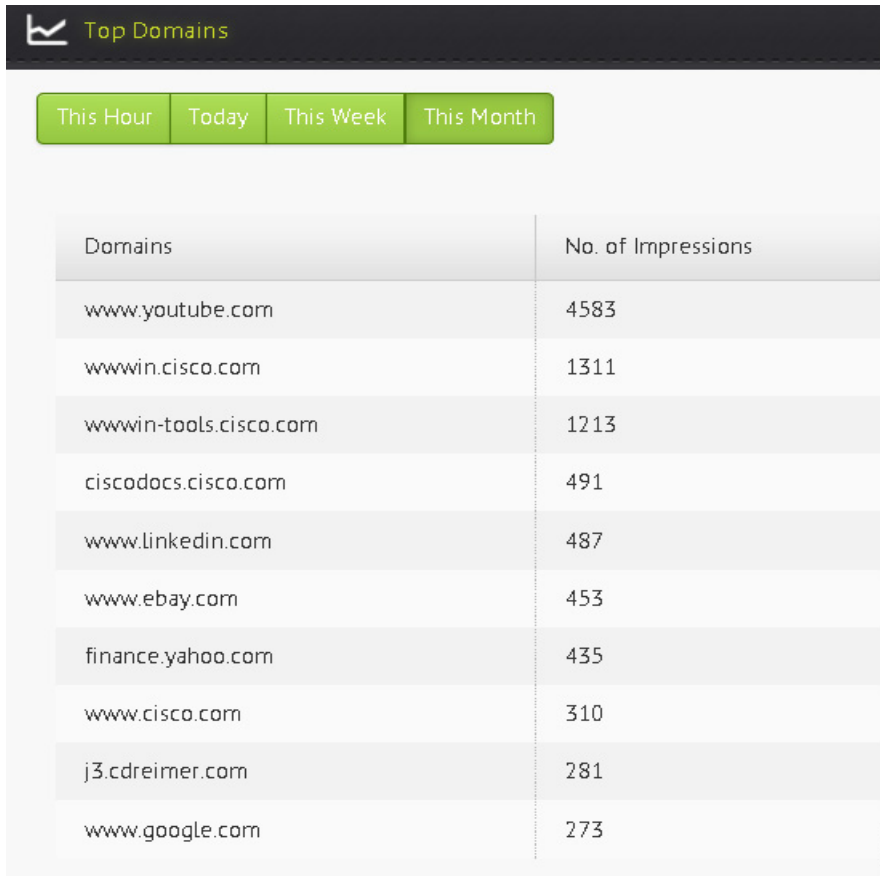 Top Domains
This Hour Today This Week This Month
Domains No. of Impressions
www.youtube.com 4583
wwwin.cisco.com 1311
wwwin-tools.cisco.com 1213
ciscodocs.cisco.com 491
www.linkedin.com 487
www.ebay.com 453
finance.yahoo.com 435
www.cisco.com 310
j3.cdreimer.com 281
www.google.com 273